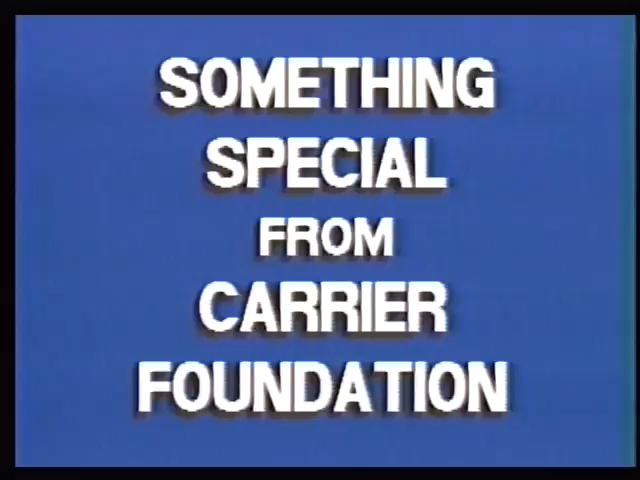 SOMETHING
SPECIAL
FROM
CARRIER
FOUNDATION